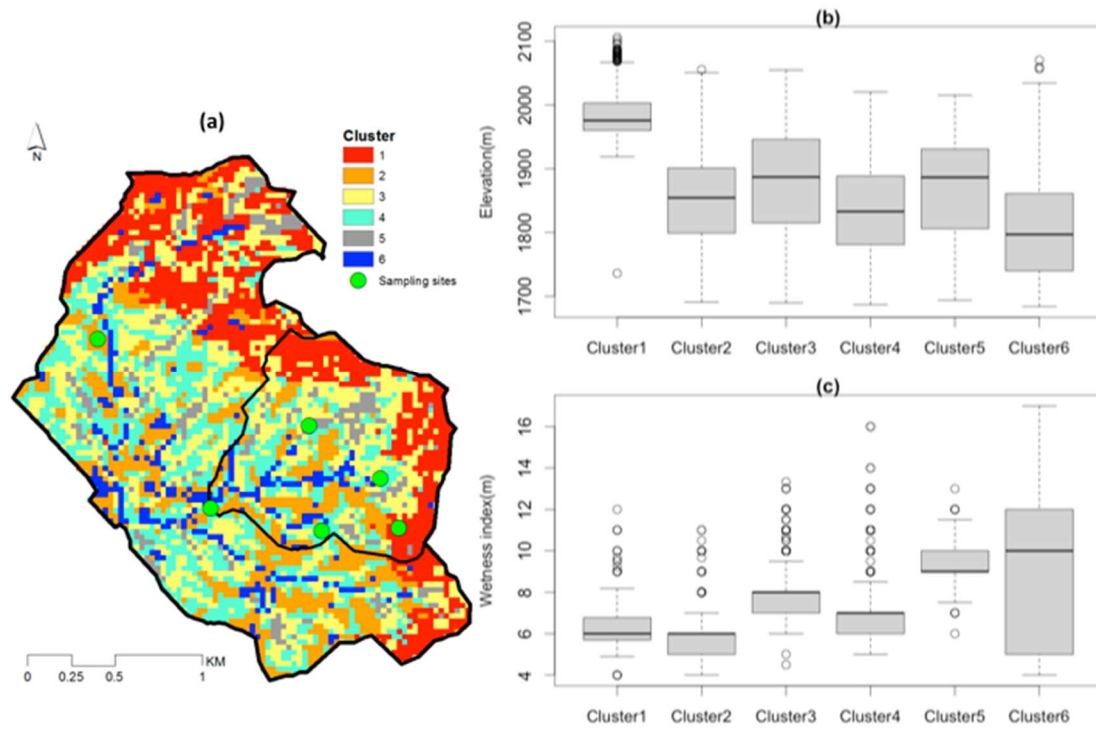 (a)
N
Cluster
1
2
3
4
5
6
Sampling sites
KM
0 0.25 0.5 1
(b)
Elevation(m)
2100
2000
1900
1800
1700
Cluster1 Cluster2 Cluster3 Cluster4 Cluster5 Cluster6
(c)
Wetness index(m)
16
14
12
10
8
6
4
Cluster1 Cluster2 Cluster3 Cluster4 Cluster5 Cluster6